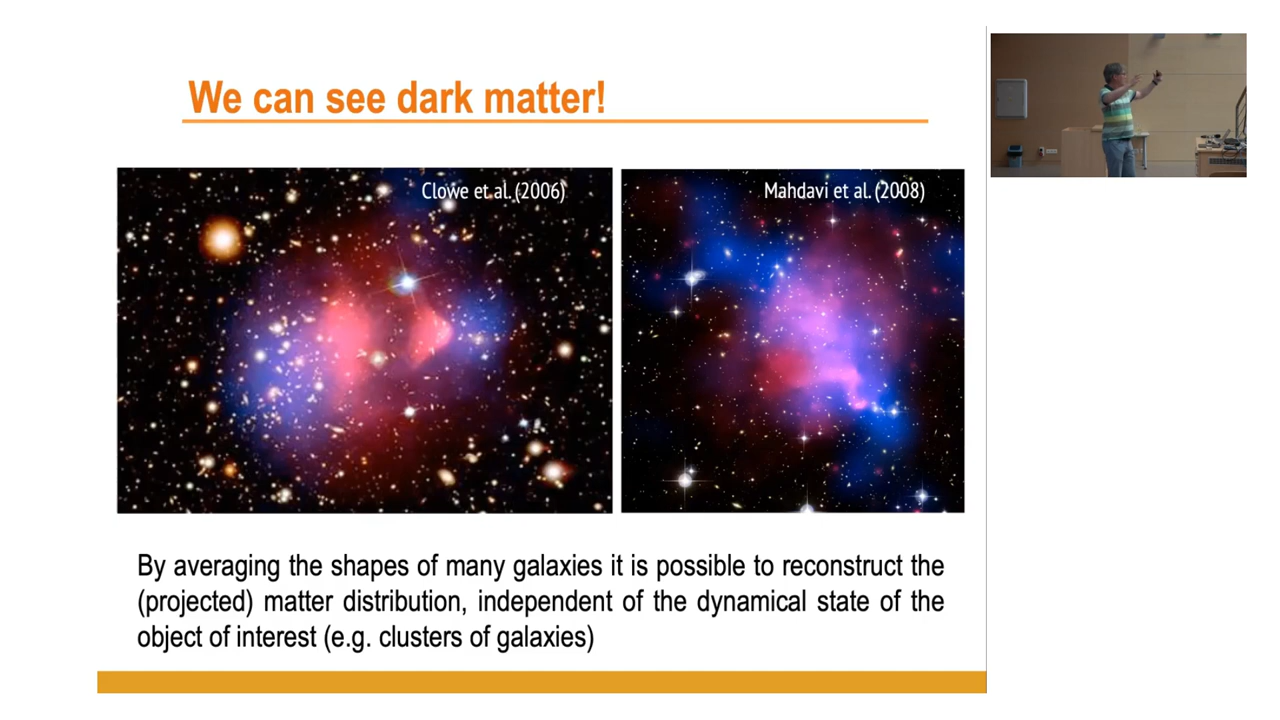 We can see dark matter!
Clowe et al. (2006)
Mahdavi et al. (2008)
By averaging the shapes of many galaxies it is possible to reconstruct the
(projected) matter distribution, independent of the dynamical state of the
object of interest (e.g. clusters of galaxies)